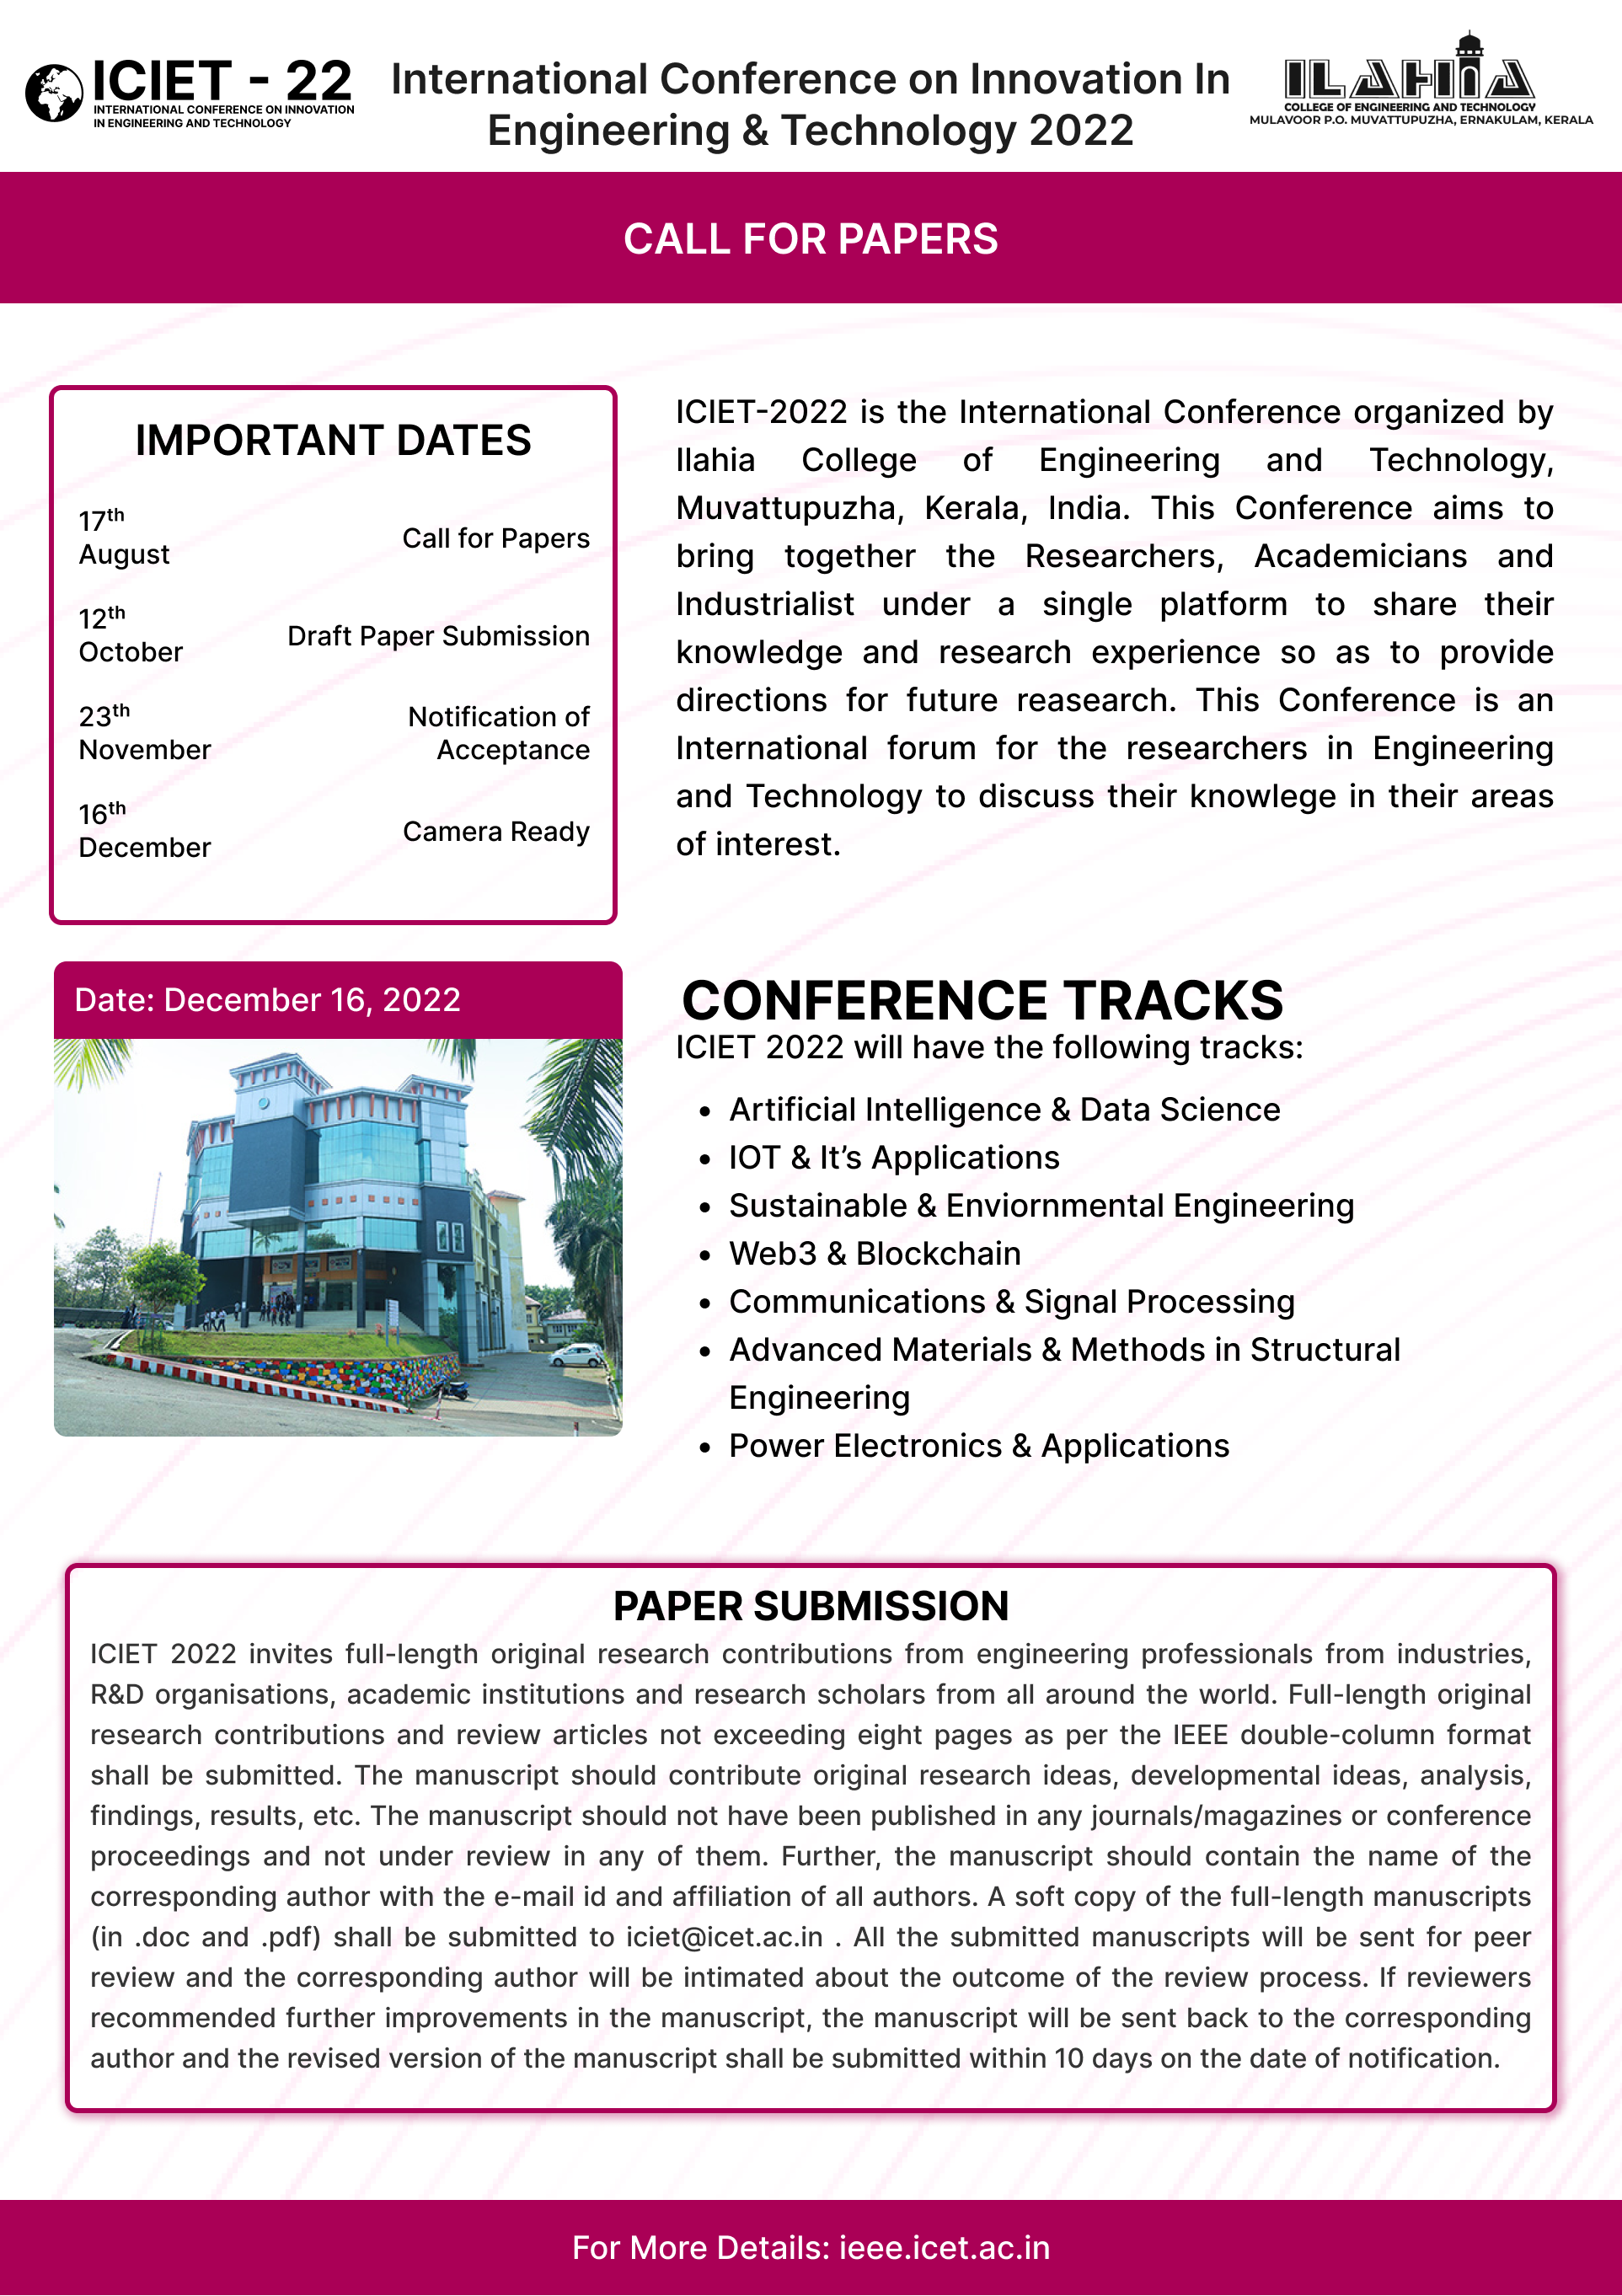 ICIET - 22
INTERNATIONAL CONFERENCE ON INNOVATION
IN ENGINEERING AND TECHNOLOGY
International Conference on Innovation In
Engineering & Technology 2022
ILAHIA
COLLEGE OF ENGINEERING AND TECHNOLOGY
MULAVOOR P.O. MUVATTUPUZHA, ERNAKULAM, KERALA
CALL FOR PAPERS
IMPORTANT DATES
17th
August
Call for Papers
12th
October
Draft Paper Submission
23th
November
Notification of
Acceptance
16th
December
Camera Ready
ICIET-2022 is the International Conference organized by
Ilahia College of Engineering and Technology,
Muvattupuzha, Kerala, India. This Conference aims to
bring together the Researchers, Academicians and
Industrialist under a single platform to share their
knowledge and research experience so as to provide
directions for future reasearch. This Conference is an
International forum for the researchers in Engineering
and Technology to discuss their knowlege in their areas
of interest.
Date: December 16, 2022
CONFERENCE TRACKS
ICIET 2022 will have the following tracks:
• Artificial Intelligence & Data Science
• IOT & It’s Applications
• Sustainable & Enviornmental Engineering
• Web3 & Blockchain
• Communications & Signal Processing
• Advanced Materials & Methods in Structural
Engineering
• Power Electronics & Applications
PAPER SUBMISSION
ICIET 2022 invites full-length original research contributions from engineering professionals from industries,
R&D organisations, academic institutions and research scholars from all around the world. Full-length original
research contributions and review articles not exceeding eight pages as per the IEEE double-column format
shall be submitted. The manuscript should contribute original research ideas, developmental ideas, analysis,
findings, results, etc. The manuscript should not have been published in any journals/magazines or conference
proceedings and not under review in any of them. Further, the manuscript should contain the name of the
corresponding author with the e-mail id and affiliation of all authors. A soft copy of the full-length manuscripts
(in .doc and .pdf) shall be submitted to iciet@icet.ac.in . All the submitted manuscripts will be sent for peer
review and the corresponding author will be intimated about the outcome of the review process. If reviewers
recommended further improvements in the manuscript, the manuscript will be sent back to the corresponding
author and the revised version of the manuscript shall be submitted within 10 days on the date of notification.
For More Details: ieee.icet.ac.in